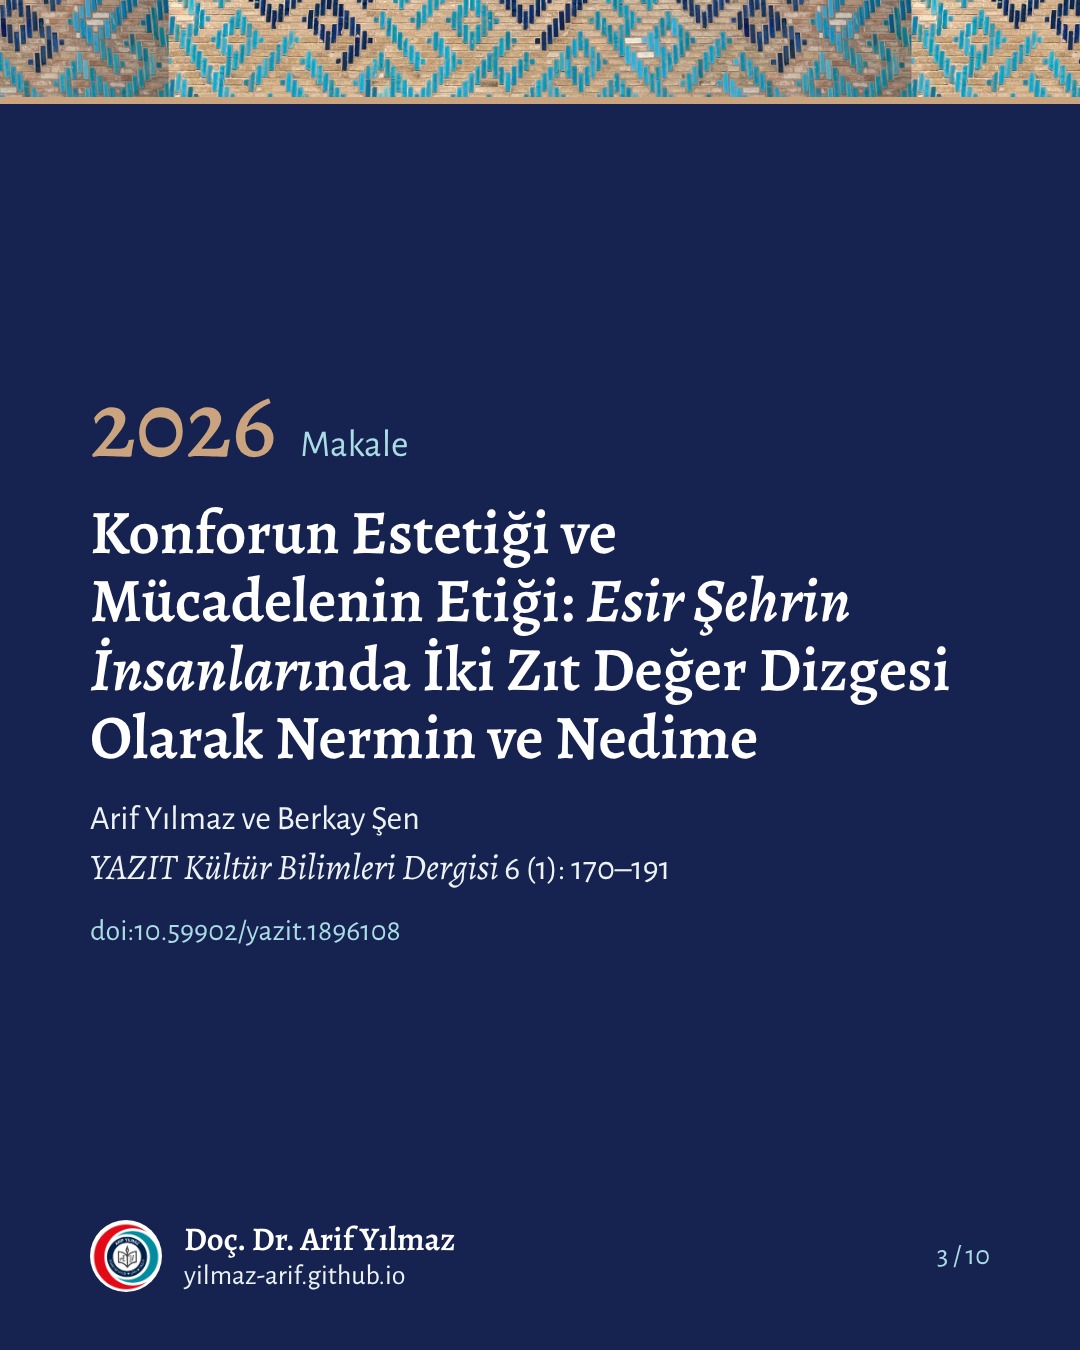 2026 Makale
Konforun Estetiği ve
Mücadelenin Etiği: Esir Şehrin
İnsanlarında İki Zıt Değer Dizgesi
Olarak Nermin ve Nedime
Arif Yılmaz ve Berkay Şen
YAZIT Kültür Bilimleri Dergisi 6 (1): 170–191
doi:10.59902/yazit.1896108
Doç. Dr. Arif Yılmaz
yilmaz-arif.github.io
3 / 10